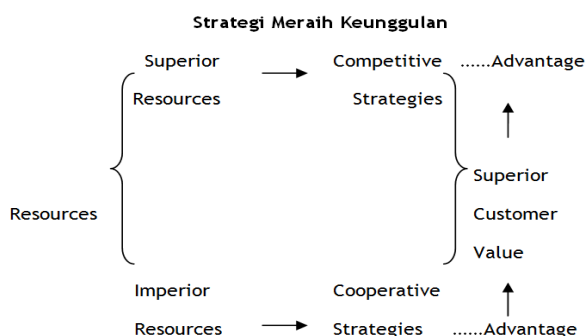 Strategi Meraih Keunggulan
Superior Competitive ......Advantage
Resources Strategies
Superior
Resources Customer
Value
Imperior Cooperative
Resources Strategies ......Advantage